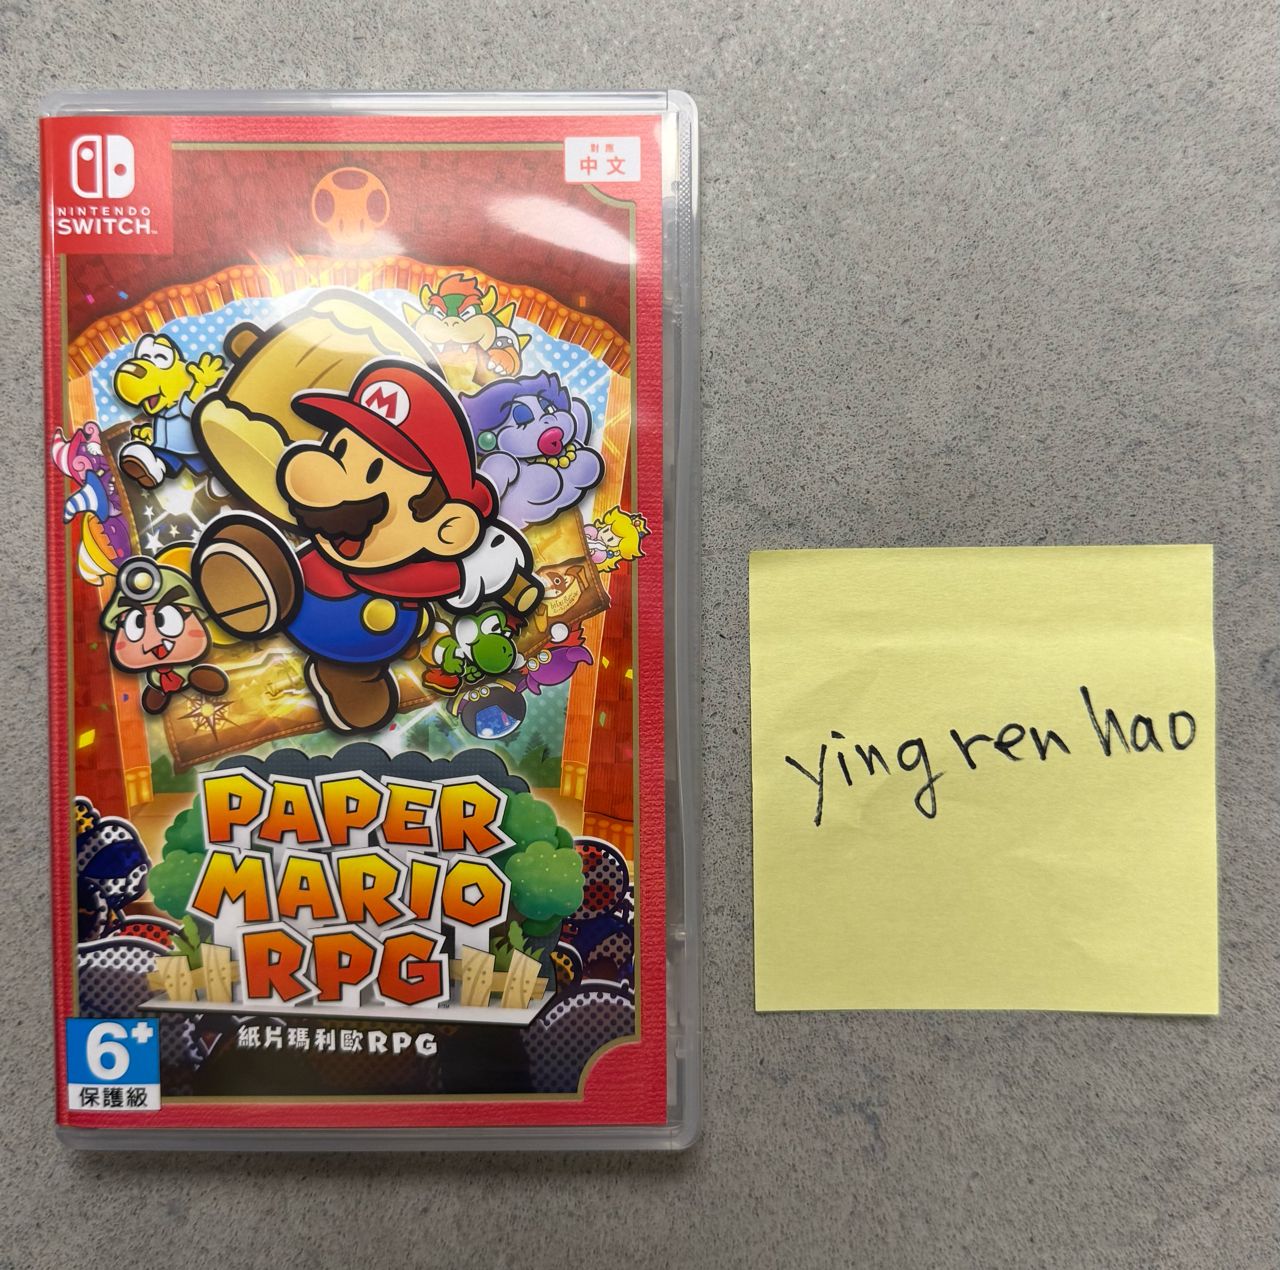 NINTENDO
SWITCH™
對應
中文
M
PAPER
MARIO
RPG
紙片瑪利歐RPG
6+
保護級
ying ren hao